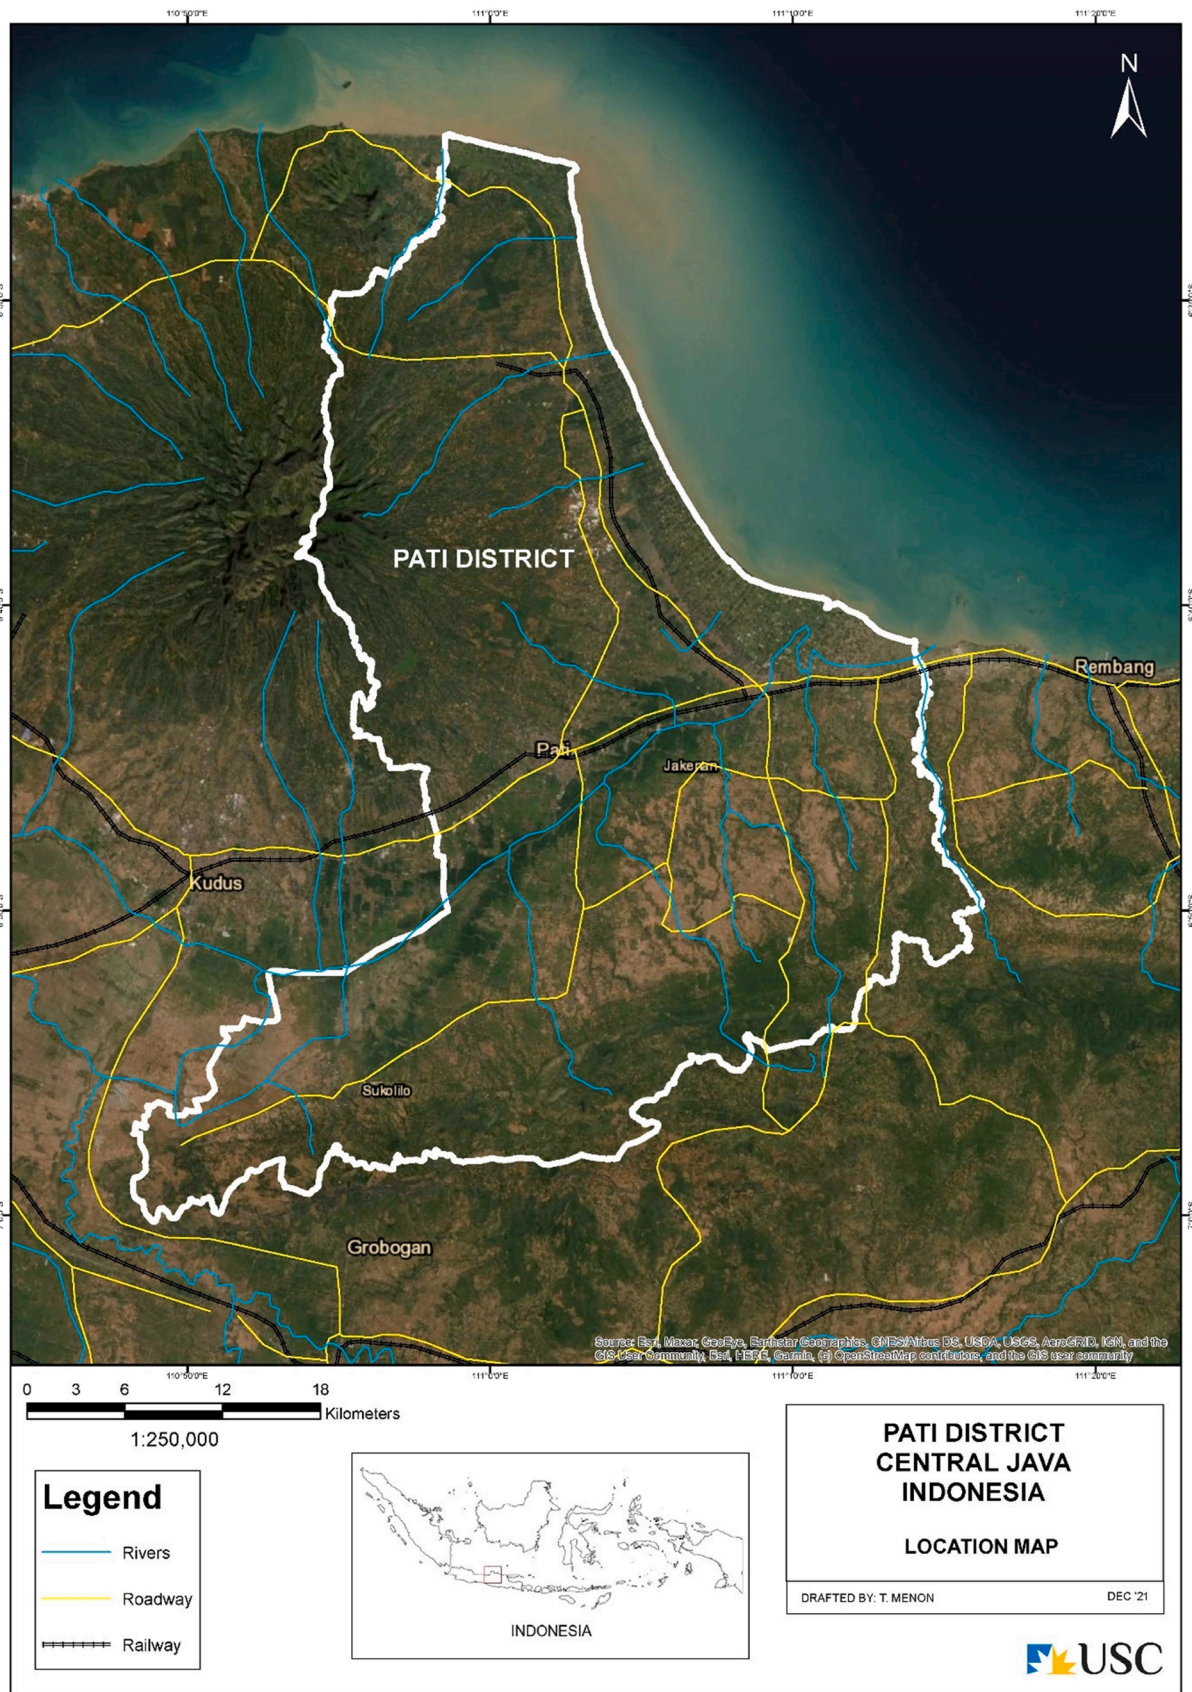 110°50'0"E
111°0'0"E
111°10'0"E
111°20'0"E
N
PATI DISTRICT
Rembang
Pati
Jakenan
Kudus
Sukolilo
Grobogan
Source: Esri, Maxar, GeoEye, Earthstar Geographics, CNES/Airbus DS, USDA, USGS, AeroGRID, IGN, and the
GIS User Community, Esri, HERE, Garmin, (c) OpenStreetMap contributors, and the GIS user community
110°50'0"E
111°0'0"E
111°10'0"E
111°20'0"E
0 3 6 12 18
Kilometers
1:250,000
Legend
Rivers
Roadway
Railway
INDONESIA
PATI DISTRICT
CENTRAL JAVA
INDONESIA
LOCATION MAP
DRAFTED BY: T. MENON
DEC '21
USC